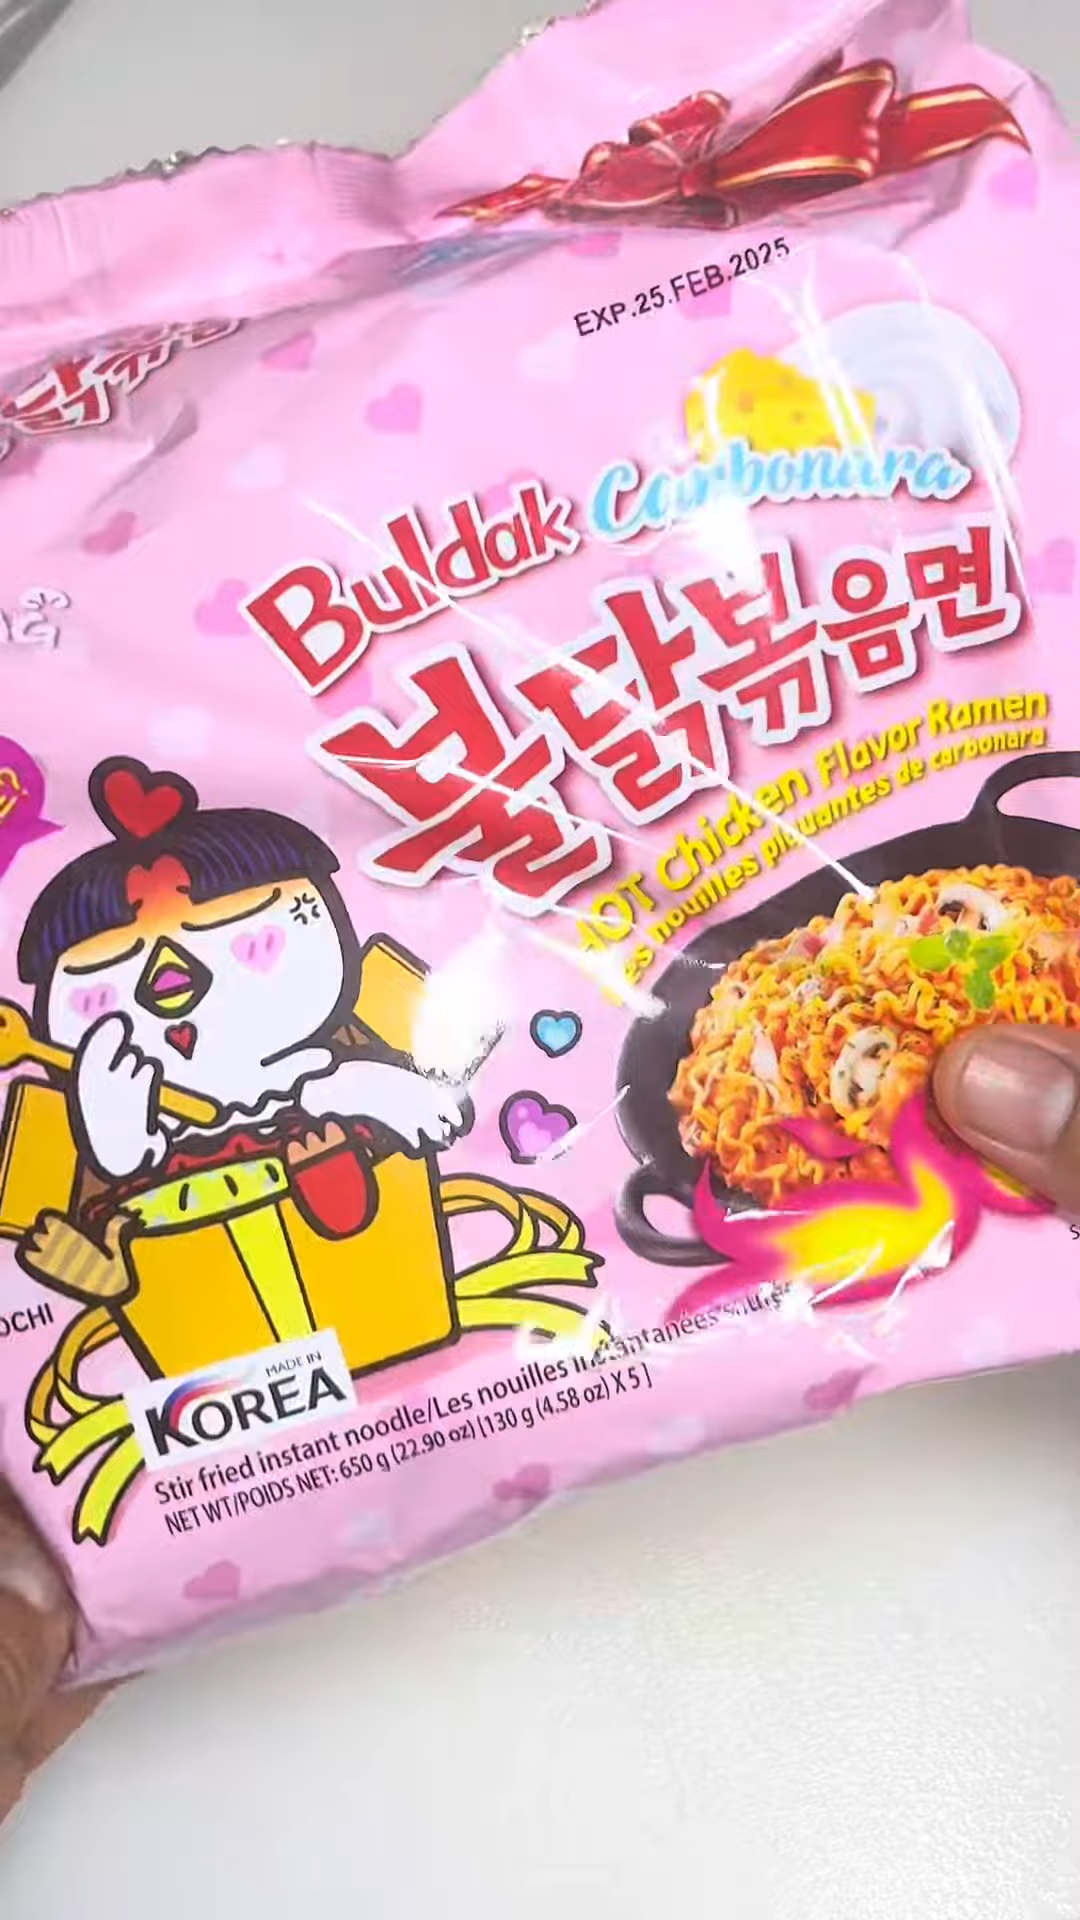 EXP.25.FEB.2025
Buldak Carbonara
불닭볶음면
HOT Chicken Flavor Ramen
Les nouilles piquantes de carbonara
MADE IN
KOREA
Stir fried instant noodle/Les nouilles instantanées
NET WT/POIDS NET: 650 g (22.90 oz) [130 g (4.58 oz) X 5]